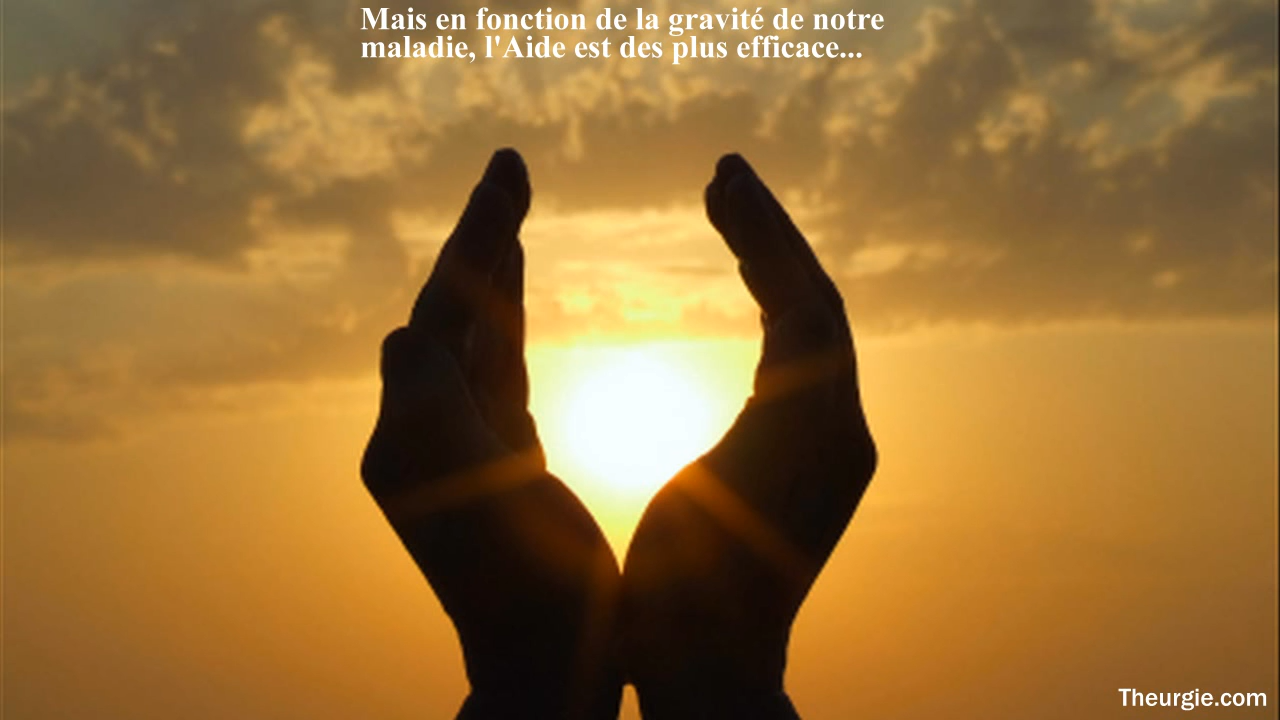 Mais en fonction de la gravité de notre
maladie, l'Aide est des plus efficace...
Theurgie.com